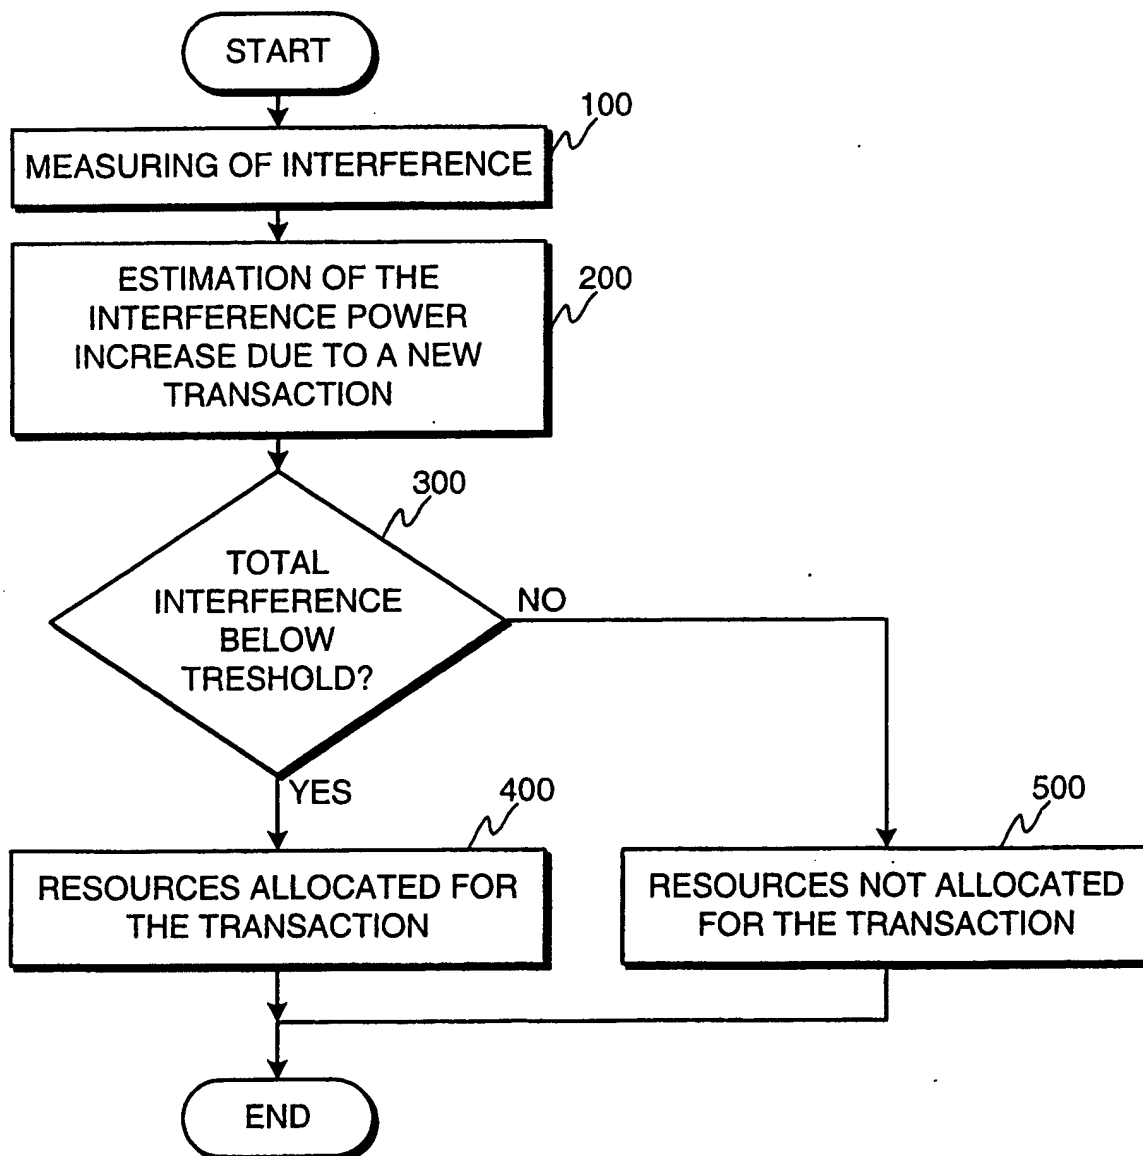 START
100
MEASURING OF INTERFERENCE
200
ESTIMATION OF THE
INTERFERENCE POWER
INCREASE DUE TO A NEW
TRANSACTION
300
TOTAL
INTERFERENCE
BELOW
TRESHOLD?
NO
YES
400
RESOURCES ALLOCATED FOR
THE TRANSACTION
500
RESOURCES NOT ALLOCATED
FOR THE TRANSACTION
END